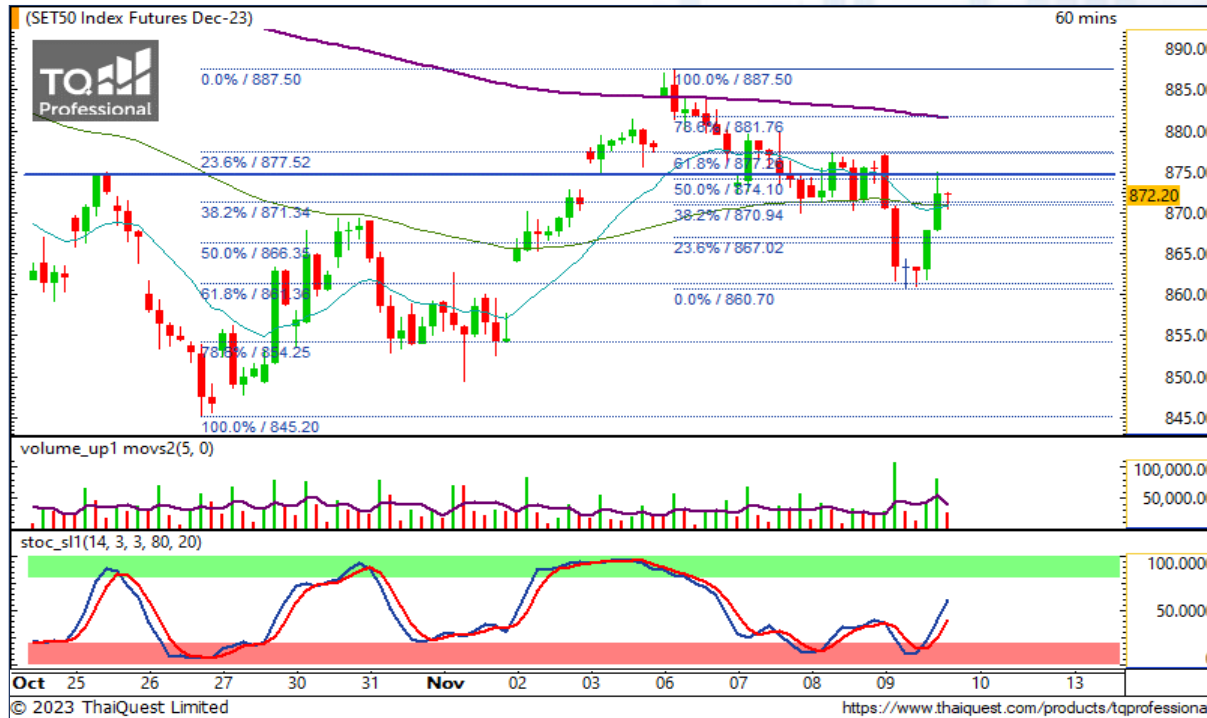 (SET50 Index Futures Dec-23)
60 mins
TQ
Professional
890.00
885.00
880.00
875.00
872.20
870.00
865.00
860.00
855.00
850.00
845.00
0.0% / 887.50
23.6% / 877.52
38.2% / 871.34
50.0% / 866.35
61.8% / 861.36
78.6% / 854.25
100.0% / 845.20
100.0% / 887.50
78.6% / 881.76
61.8% / 877.26
50.0% / 874.10
38.2% / 870.94
23.6% / 867.02
0.0% / 860.70
volume_up1 movs2(5, 0)
100,000.00
50,000.00
stoc_sl1(14, 3, 3, 80, 20)
100.0000
50.0000
Oct 25 26 27 30 31 Nov 02 03 06 07 08 09 10 13
© 2023 ThaiQuest Limited
https://www.thaiquest.com/products/tqprofessiona